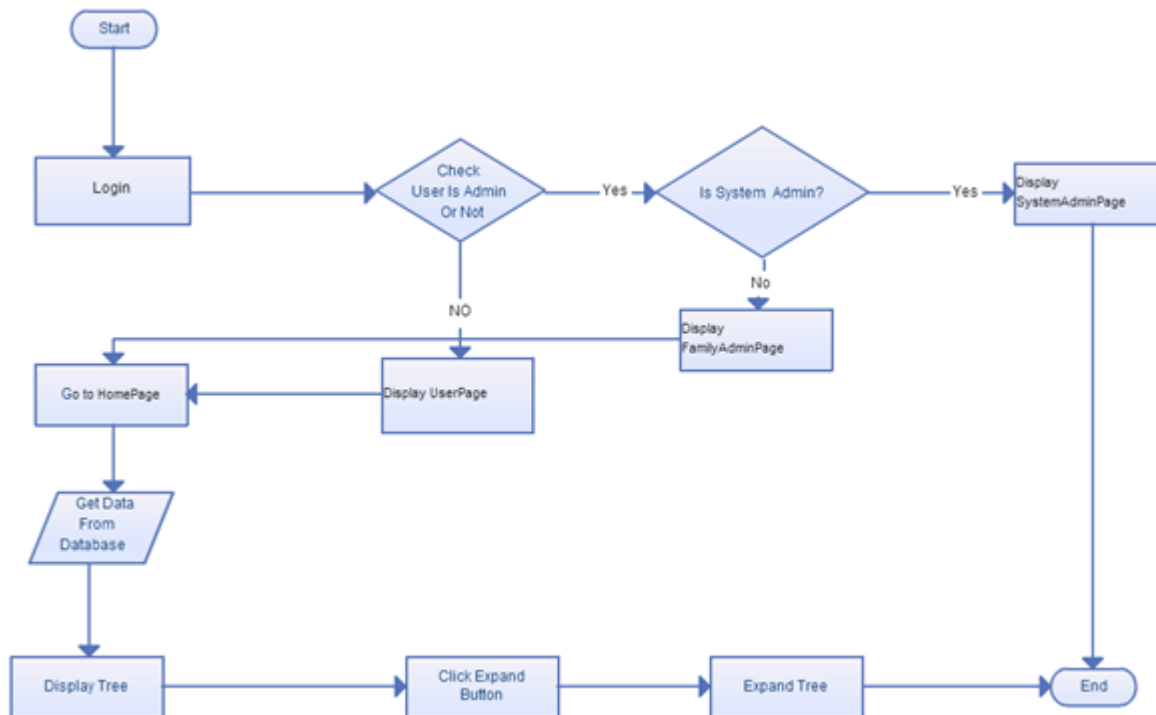 Start
Login
Check
User Is Admin
Or Not
Yes
Is System Admin?
Yes
Display
SystemAdminPage
NO
No
Display
FamilyAdminPage
Go to HomePage
Display UserPage
Get Data
From
Database
Display Tree
Click Expand
Button
Expand Tree
End